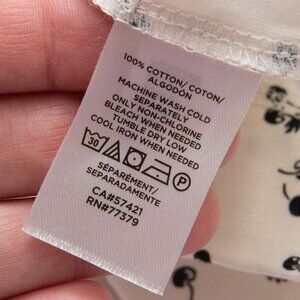 100% COTTON/ COTON/
ALGODÓN
MACHINE WASH COLD
SEPARATELY
ONLY NON-CHLORINE
BLEACH WHEN NEEDED
TUMBLE DRY LOW
COOL IRON WHEN NEEDED
30 P
SÉPARÉMENT/
SEPARADAMENTE
CA#57421
RN#77379